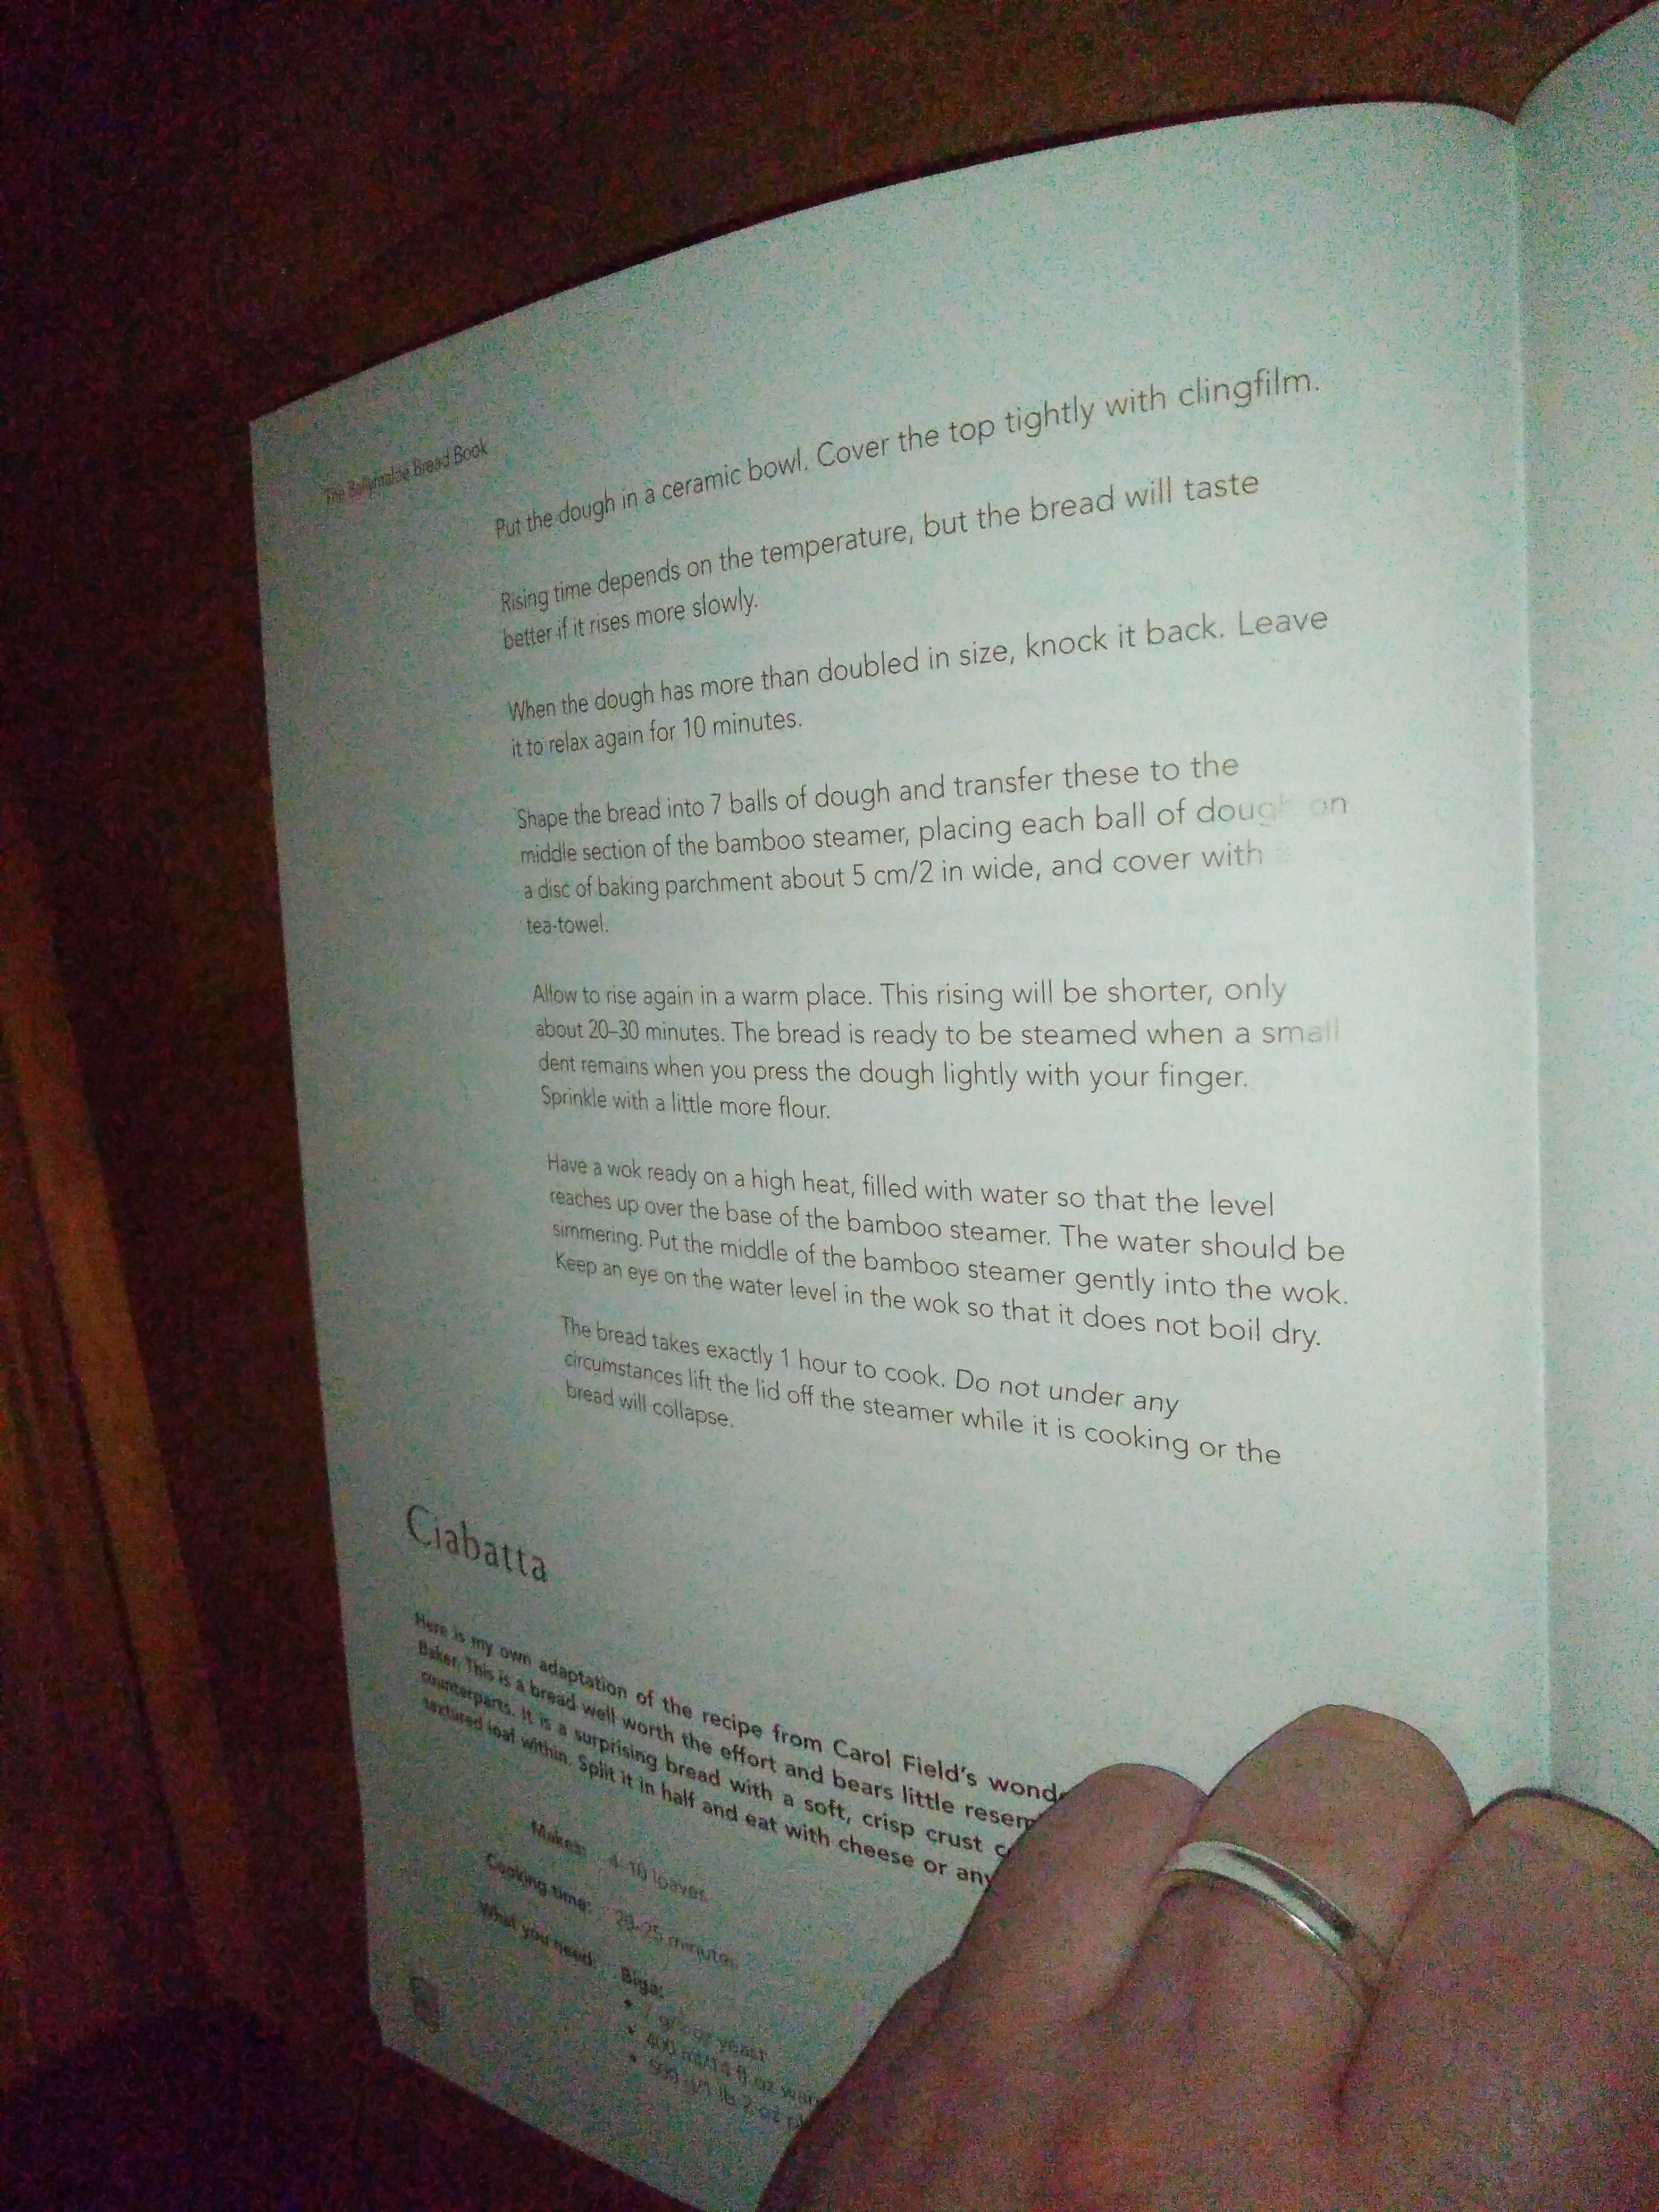 The Ballymaloe Bread Book
Put the dough in a ceramic bowl. Cover the top tightly with clingfilm.
Rising time depends on the temperature, but the bread will taste
better if it rises more slowly.
When the dough has more than doubled in size, knock it back. Leave
it to relax again for 10 minutes.
Shape the bread into 7 balls of dough and transfer these to the
middle section of the bamboo steamer, placing each ball of dough on
a disc of baking parchment about 5 cm/2 in wide, and cover with
tea-towel.
Allow to rise again in a warm place. This rising will be shorter, only
about 20–30 minutes. The bread is ready to be steamed when a small
dent remains when you press the dough lightly with your finger.
Sprinkle with a little more flour.
Have a wok ready on a high heat, filled with water so that the level
reaches up over the base of the bamboo steamer. The water should be
simmering. Put the middle of the bamboo steamer gently into the wok.
Keep an eye on the water level in the wok so that it does not boil dry.
The bread takes exactly 1 hour to cook. Do not under any
circumstances lift the lid off the steamer while it is cooking or the
bread will collapse.
Ciabatta
Here is my own adaptation of the recipe from Carol Field's
Baker. This is a bread well worth the effort and bears little
counterparts. It is a surprising bread with a soft, crisp crust
textured loaf within. Split it in half and eat with cheese or any
Makes: loaves
Cooking time: 20–25 minutes
What you need: Biga:
• yeast
• 400 ml/14 fl oz
• 500 g/1 lb 2 oz